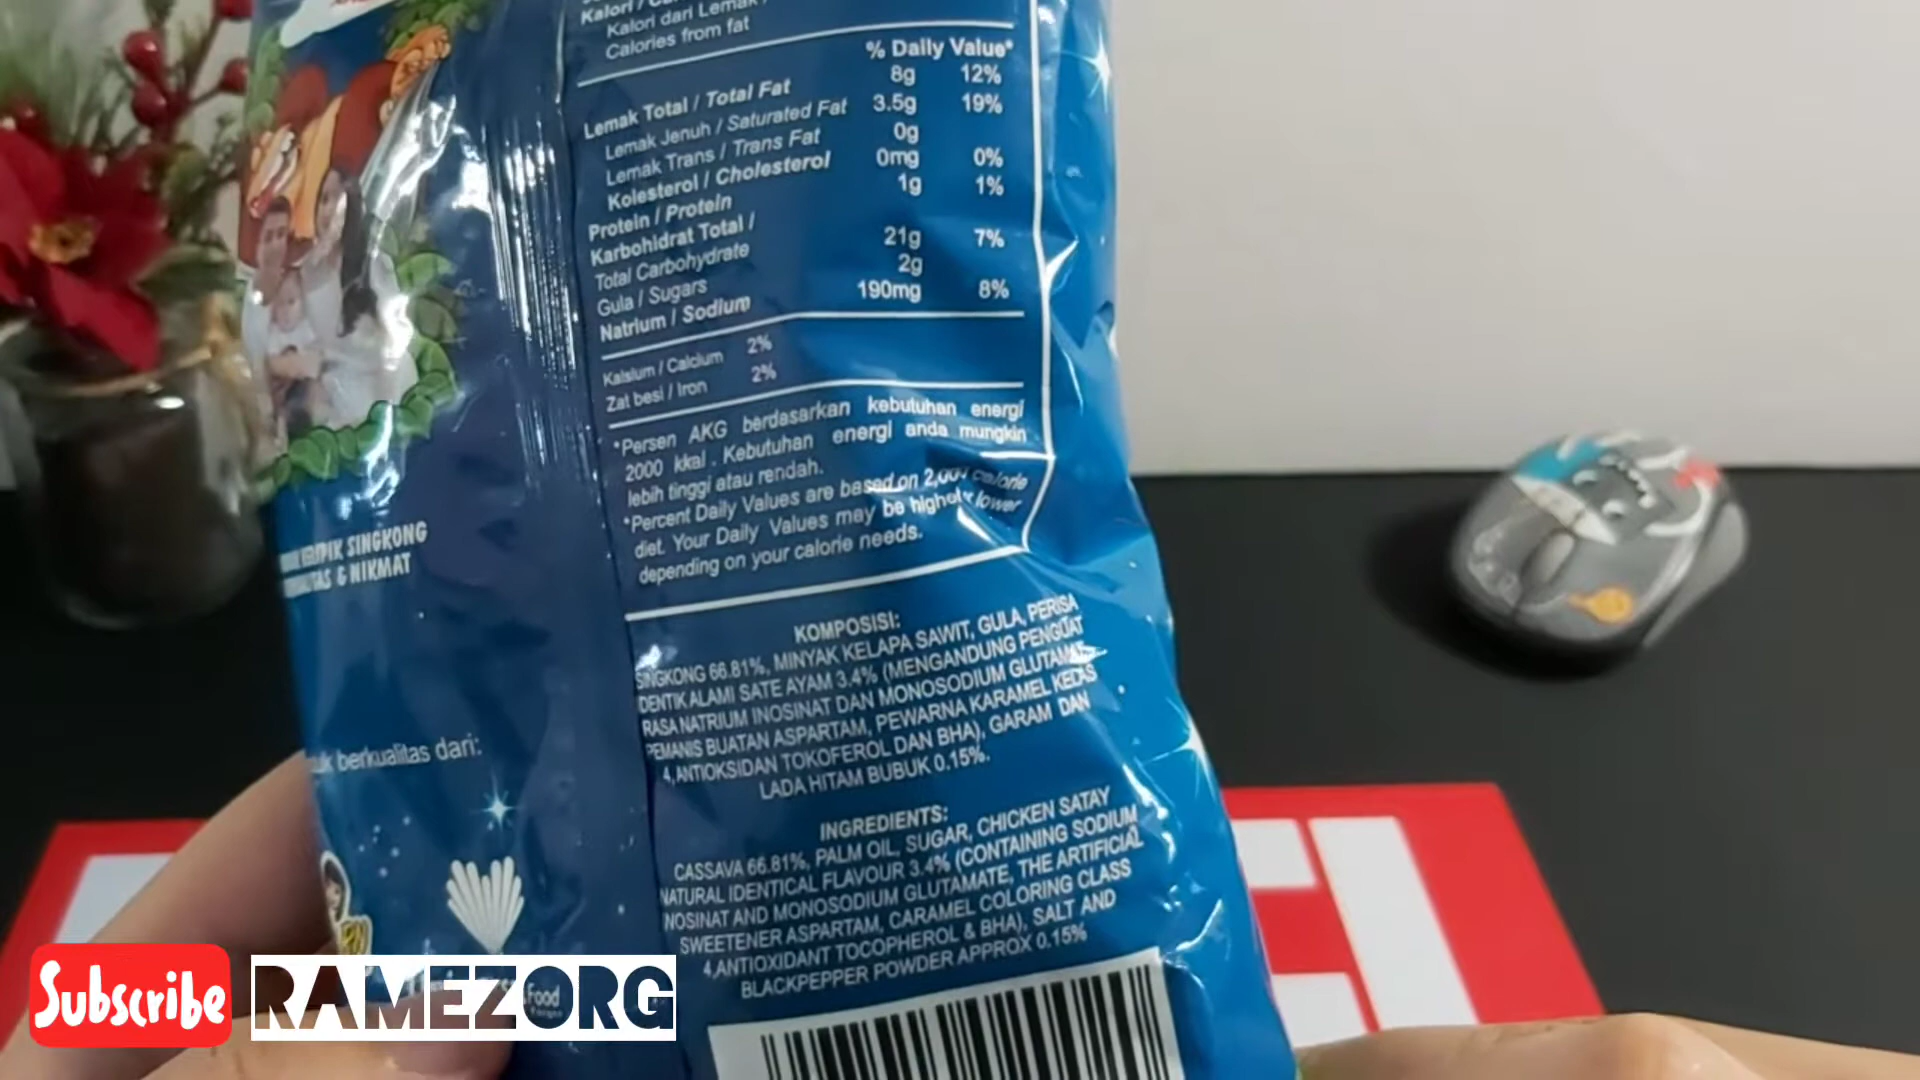 Kalori /
Kalori dari Lemak /
Calories from fat
% Daily Value*
Lemak Total / Total Fat 8g 12%
Lemak Jenuh / Saturated Fat 3.5g 19%
Lemak Trans / Trans Fat 0g
Kolesterol / Cholesterol 0mg 0%
Protein / Protein 1g 1%
Karbohidrat Total /
Total Carbohydrate 21g 7%
Gula / Sugars 2g
Natrium / Sodium 190mg 8%
Kalsium / Calcium 2%
Zat besi / Iron 2%
*Persen AKG berdasarkan kebutuhan energi
2000 kkal . Kebutuhan energi anda mungkin
lebih tinggi atau rendah.
*Percent Daily Values are based on 2,000 calorie
diet. Your Daily Values may be higher lower
depending on your calorie needs.
KOMPOSISI:
SINGKONG 66.81%, MINYAK KELAPA SAWIT, GULA, PERISA
DENTIK ALAMI SATE AYAM 3.4% (MENGANDUNG PENGUAT
RASA NATRIUM INOSINAT DAN MONOSODIUM GLUTAMAT,
PEMANIS BUATAN ASPARTAM, PEWARNA KARAMEL KELAS
4, ANTIOKSIDAN TOKOFEROL DAN BHA), GARAM DAN
LADA HITAM BUBUK 0.15%.
INGREDIENTS:
CASSAVA 66.81%, PALM OIL, SUGAR, CHICKEN SATAY
NATURAL IDENTICAL FLAVOUR 3.4% (CONTAINING SODIUM
NOSINAT AND MONOSODIUM GLUTAMATE, THE ARTIFICIAL
SWEETENER ASPARTAM, CARAMEL COLORING CLASS
4,ANTIOXIDANT TOCOPHEROL & BHA), SALT AND
BLACKPEPPER POWDER APPROX 0.15%
SINGKONG
& NIKMAT
berkualitas dari:
Food
Subscribe
RAMEZORG